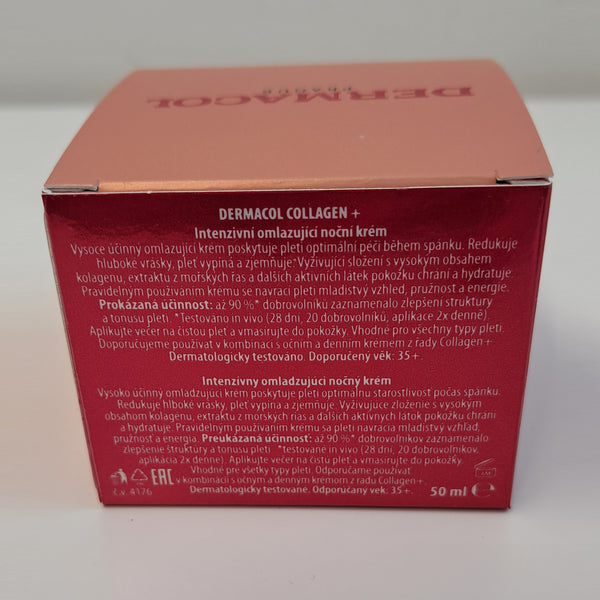 DERMACOL
PRAGUE
DERMACOL COLLAGEN +
Intenzivní omlazující noční krém
Vysoce účinný omlazující krém poskytuje pleti optimální péči během spánku. Redukuje
hluboké vrásky, pleť vypíná a zjemňuje. Vyživující složení s vysokým obsahem
kolagenu, extraktu z mořských řas a dalších aktivních látek pokožku chrání a hydratuje.
Pravidelným používáním krému se navrací pleti mladistvý vzhled, pružnost a energie.
Prokázaná účinnost: až 90 %* dobrovolníků zaznamenalo zlepšení struktury
a tonusu pleti. *Testováno in vivo (28 dní, 20 dobrovolníků, aplikace 2x denně).
Aplikujte večer na čistou pleť a vmasírujte do pokožky. Vhodné pro všechny typy pleti.
Doporučujeme používat v kombinaci s očním a denním krémem z řady Collagen+
Dermatologicky testováno. Doporučený věk: 35+.
Intenzívny omladzujúci nočný krém
Vysoko účinný omladzujúci krém poskytuje pleti optimálnu starostlivosť počas spánku.
Redukuje hlboké vrásky, pleť vypína a zjemňuje. Vyživujúce zloženie s vysokým
obsahom kolagénu, extraktu z morských rias a ďalších aktívnych látok pokožku chráni
a hydratuje. Pravidelným používaním krému sa pleti navracia mladistvý vzhľad,
pružnosť a energia. Preukázaná účinnosť: až 90 %* dobrovoľníkov zaznamenalo
zlepšenie štruktúry a tonusu pleti. *testované in vivo (28 dní, 20 dobrovoľníkov,
aplikácia 2x denne). Aplikujte večer na čistú pleť a vmasírujte do pokožky.
Vhodné pre všetky typy pleti. Odporúčame používať
v kombinácii s očným a denným krémom z radu Collagen+
Dermatologicky testované. Odporúčaný vek: 35+.
EAC
č.v. 4176
50 ml e